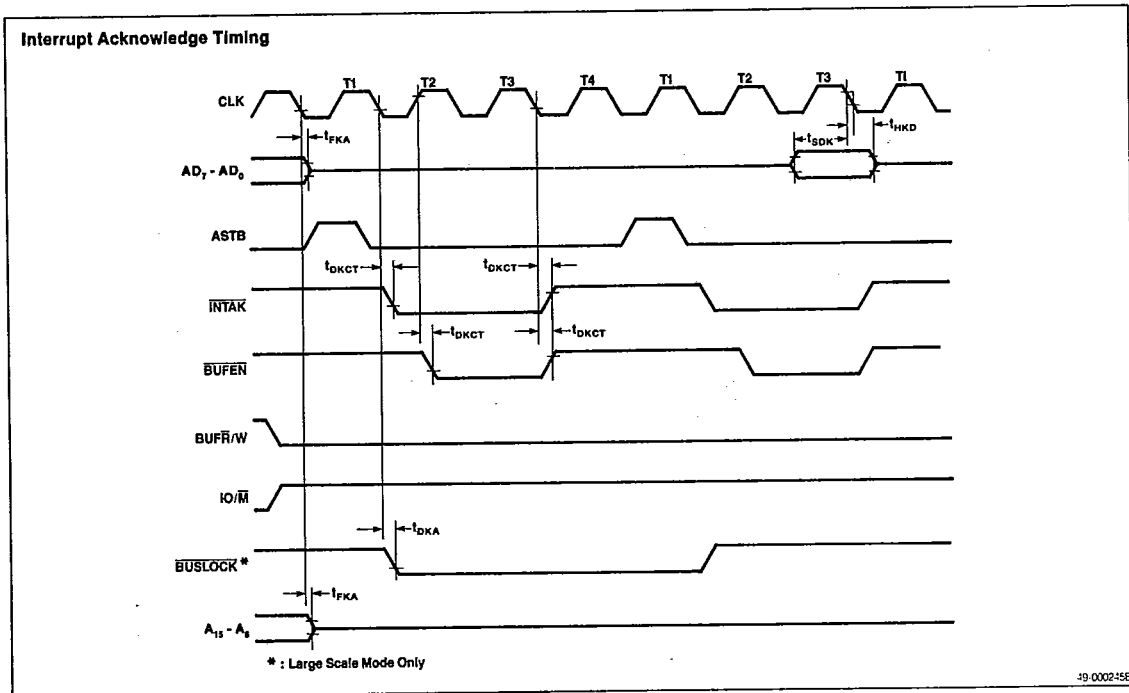 Interrupt Acknowledge Timing
T1 T2 T3 T4 T1 T2 T3 TI
CLK
tFKA
tSDK
tHKD
AD7 - AD0
ASTB
tDKCT
tDKCT
INTAK
tDKCT
tDKCT
BUFEN
BUFR/W
IO/M
tDKA
BUSLOCK *
tFKA
A15 - A8
* : Large Scale Mode Only
49-000245B